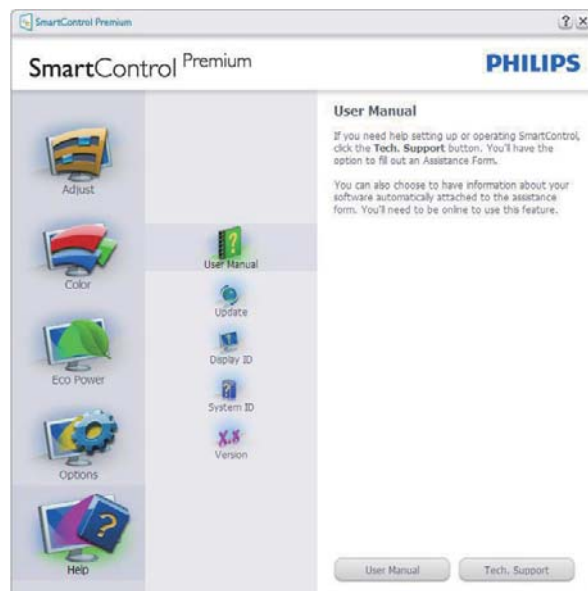 SmartControl Premium
SmartControl Premium
PHILIPS
Adjust
Color
Eco Power
Options
Help
User Manual
Update
Display ID
System ID
X.X
Version
User Manual
If you need help setting up or operating SmartControl,
click the Tech. Support button. You'll have the
option to fill out an Assistance Form.
You can also choose to have information about your
software automatically attached to the assistance
form. You'll need to be online to use this feature.
User Manual
Tech. Support